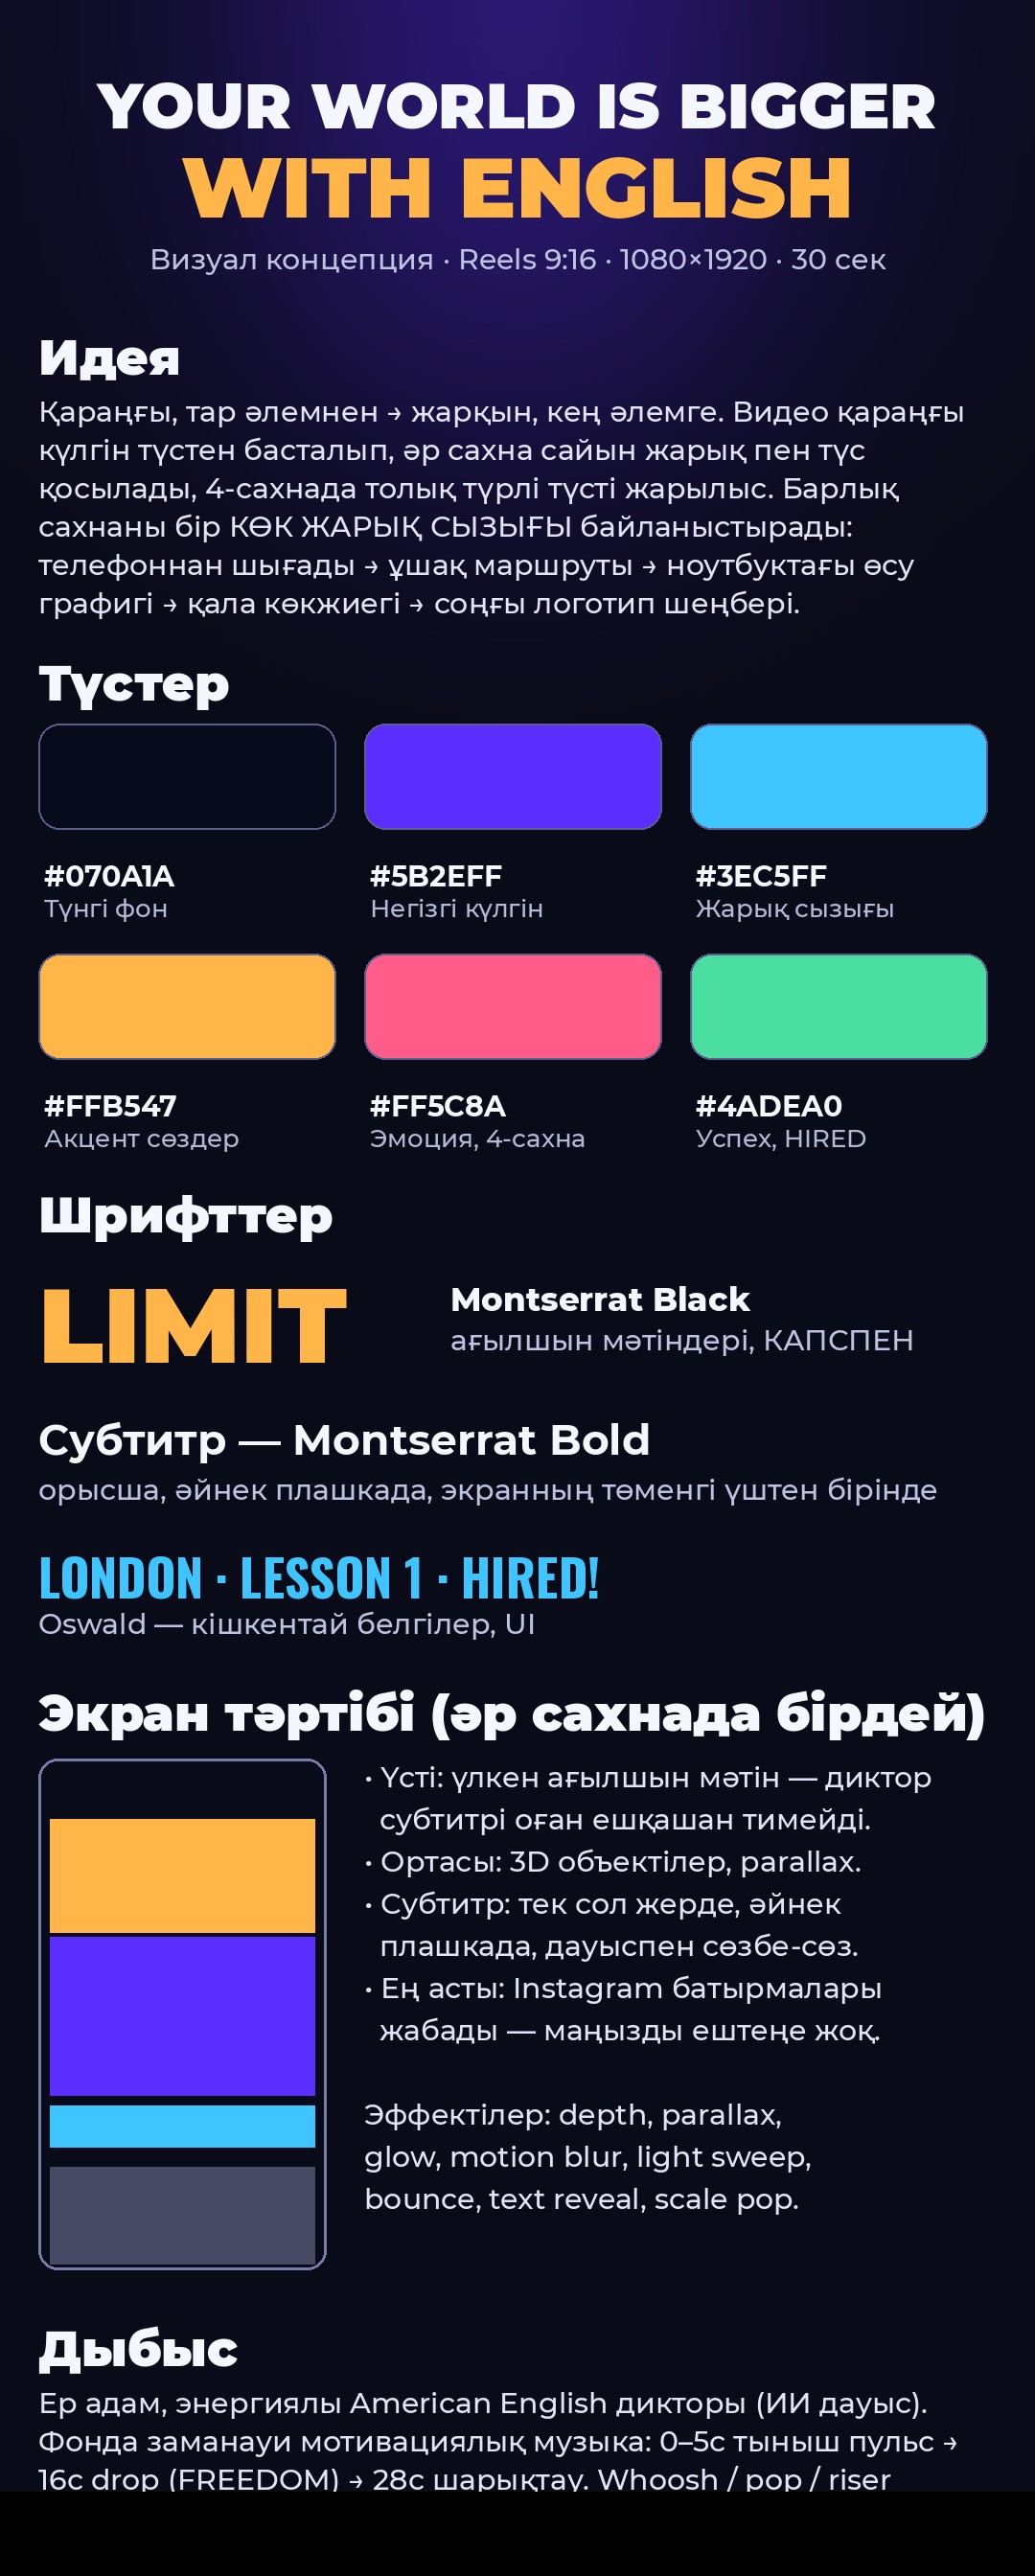 YOUR WORLD IS BIGGER
WITH ENGLISH
Визуал концепция · Reels 9:16 · 1080×1920 · 30 сек
Идея
Қараңғы, тар әлемнен → жарқын, кең әлемге. Видео қараңғы
күлгін түстен басталып, әр сахна сайын жарық пен түс
қосылады, 4-сахнада толық түрлі түсті жарылыс. Барлық
сахнаны бір КӨК ЖАРЫҚ СЫЗЫҒЫ байланыстырады:
телефоннан шығады → ұшақ маршруты → ноутбуктағы өсу
графигі → қала көкжиегі → соңғы логотип шеңбері.
Түстер
#070A1A
#5B2EFF
#3EC5FF
Түнгі фон
Негізгі күлгін
Жарық сызығы
#FFB547
#FF5C8A
#4ADEA0
Акцент сөздер
Эмоция, 4-сахна
Успех, HIRED
Шрифттер
LIMIT
Montserrat Black
ағылшын мәтіндері, КАПСПЕН
Субтитр — Montserrat Bold
орысша, әйнек плашкада, экранның төменгі үштен бірінде
LONDON · LESSON 1 · HIRED!
Oswald — кішкентай белгілер, UI
Экран тәртібі (әр сахнада бірдей)
· Үсті: үлкен ағылшын мәтін — диктор
субтитрі оған ешқашан тимейді.
· Ортасы: 3D объектілер, parallax.
· Субтитр: тек сол жерде, әйнек
плашкада, дауыспен сөзбе-сөз.
· Ең асты: Instagram батырмалары
жабады — маңызды ештеңе жоқ.
Эффектілер: depth, parallax,
glow, motion blur, light sweep,
bounce, text reveal, scale pop.
Дыбыс
Ер адам, энергиялы American English дикторы (ИИ дауыс).
Фонда заманауи мотивациялық музыка: 0–5с тыныш пульс →
16с drop (FREEDOM) → 28с шарықтау. Whoosh / pop / riser